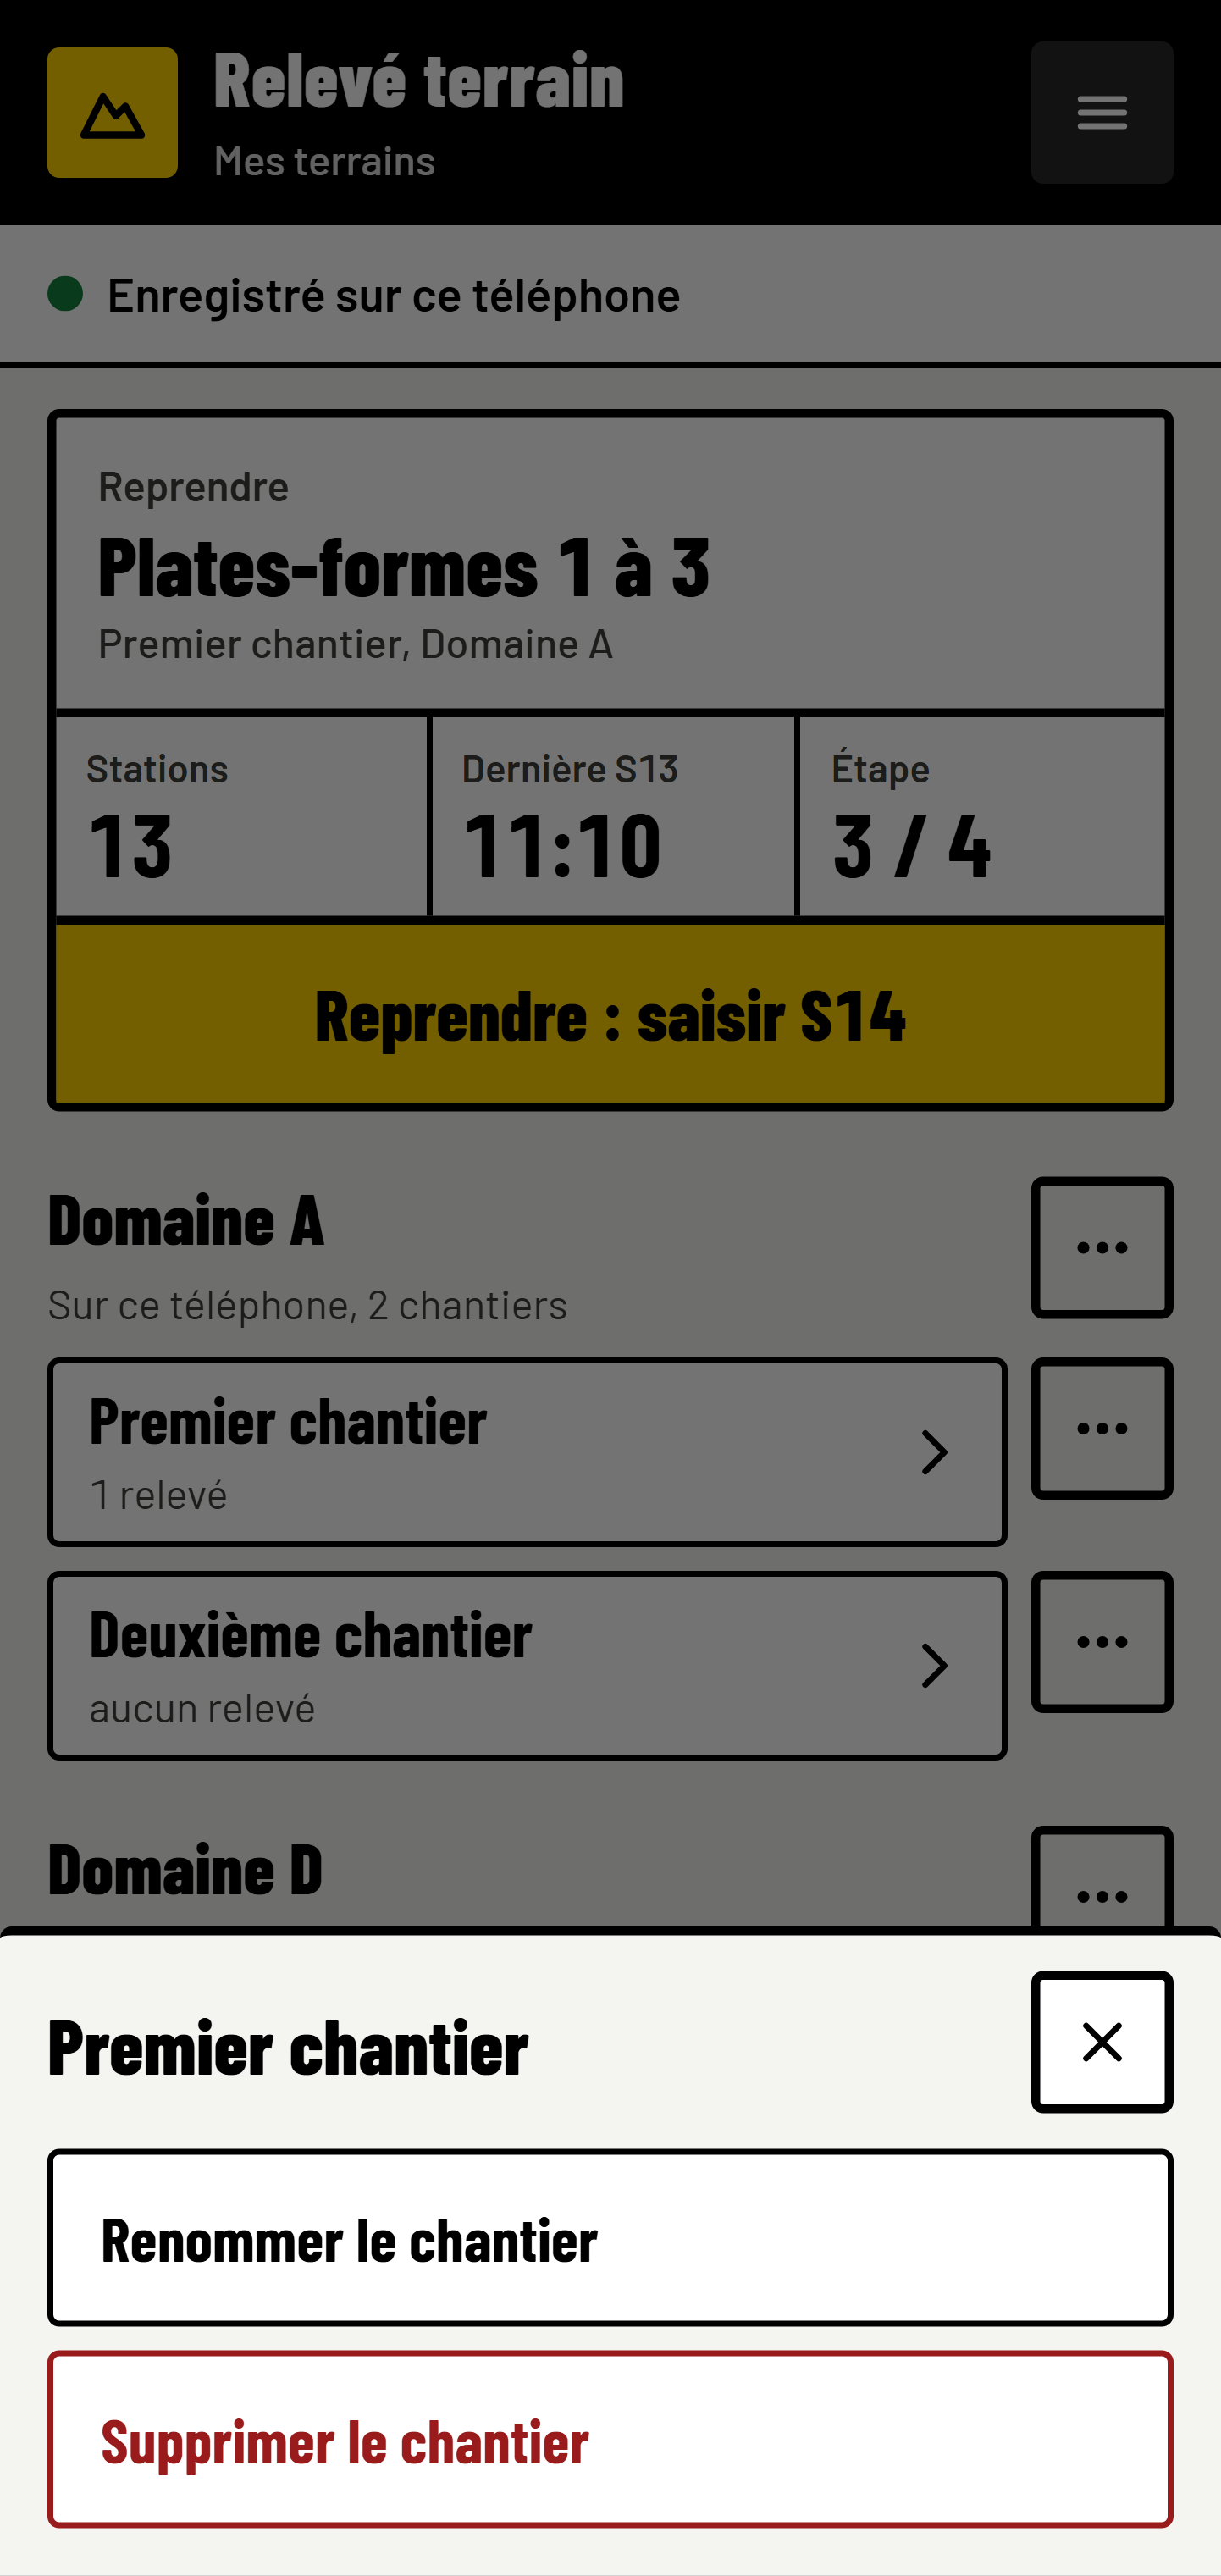 Relevé terrain
Mes terrains
Enregistré sur ce téléphone
Reprendre
Plates-formes 1 à 3
Premier chantier, Domaine A
Stations
13
Dernière S13
11:10
Étape
3 / 4
Reprendre : saisir S14
Domaine A
Sur ce téléphone, 2 chantiers
Premier chantier
1 relevé
Deuxième chantier
aucun relevé
Domaine D
Premier chantier
Renommer le chantier
Supprimer le chantier